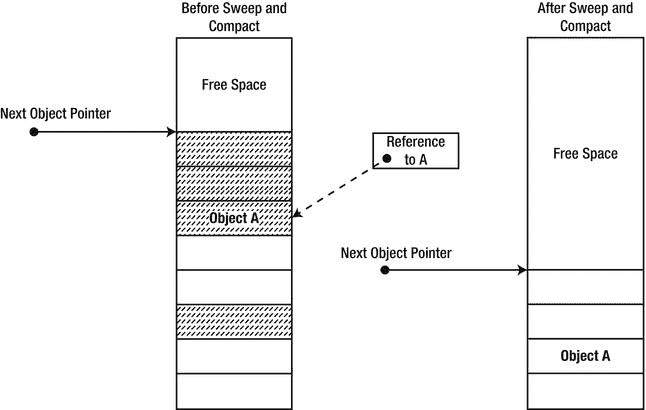 Before Sweep and
Compact
After Sweep and
Compact
Free Space
Next Object Pointer
Reference
to A
Free Space
Object A
Next Object Pointer
Object A